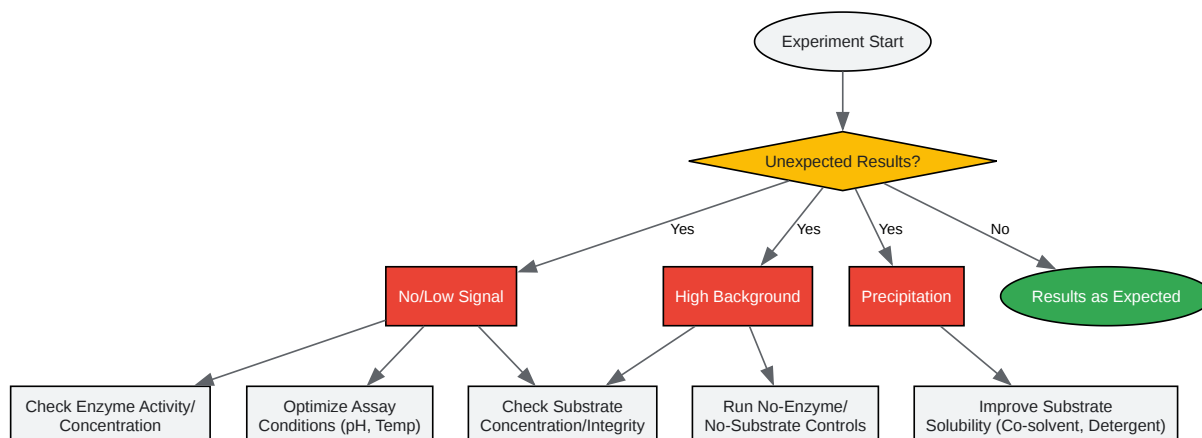 Experiment Start
Unexpected Results?
Yes
Yes
Yes
No
No/Low Signal
High Background
Precipitation
Results as Expected
Check Enzyme Activity/
Concentration
Optimize Assay
Conditions (pH, Temp)
Check Substrate
Concentration/Integrity
Run No-Enzyme/
No-Substrate Controls
Improve Substrate
Solubility (Co-solvent, Detergent)